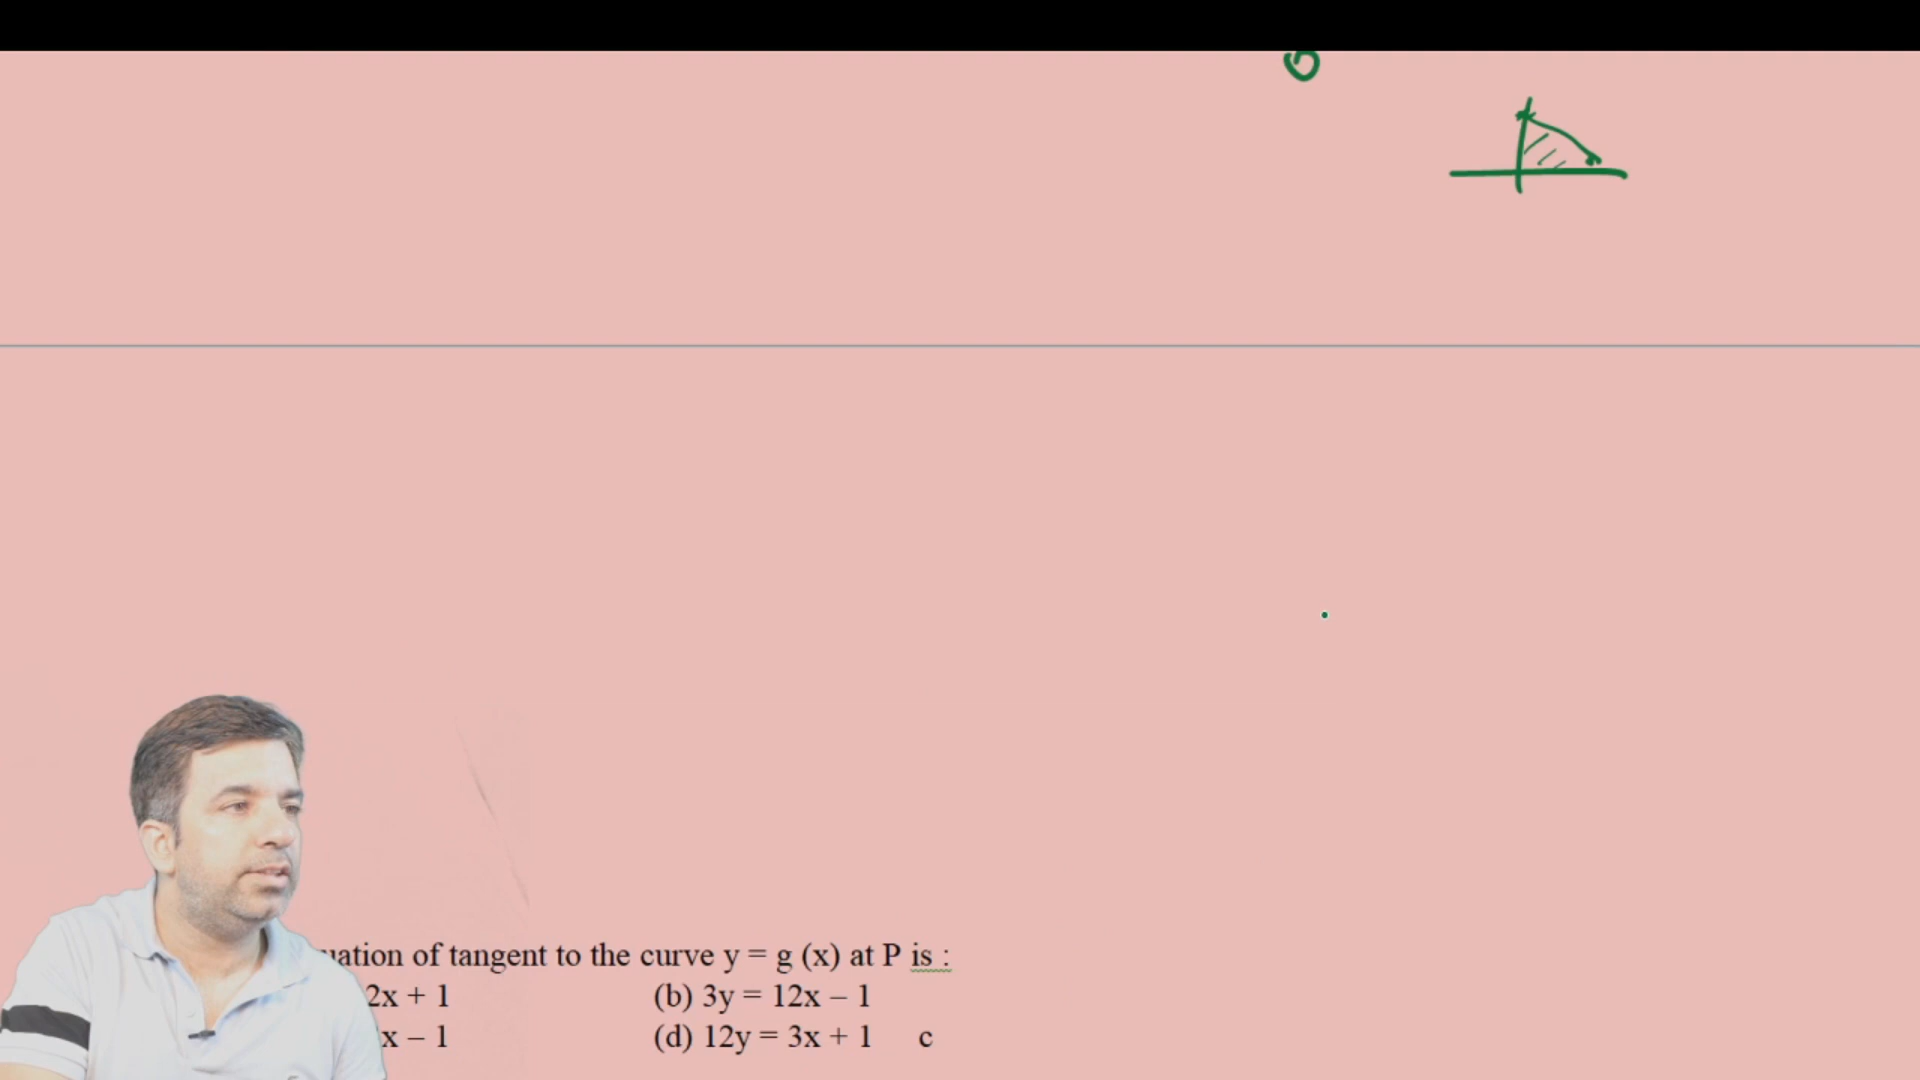 uation of tangent to the curve y = g (x) at P is :
2x + 1 (b) 3y = 12x – 1
x – 1 (d) 12y = 3x + 1 c